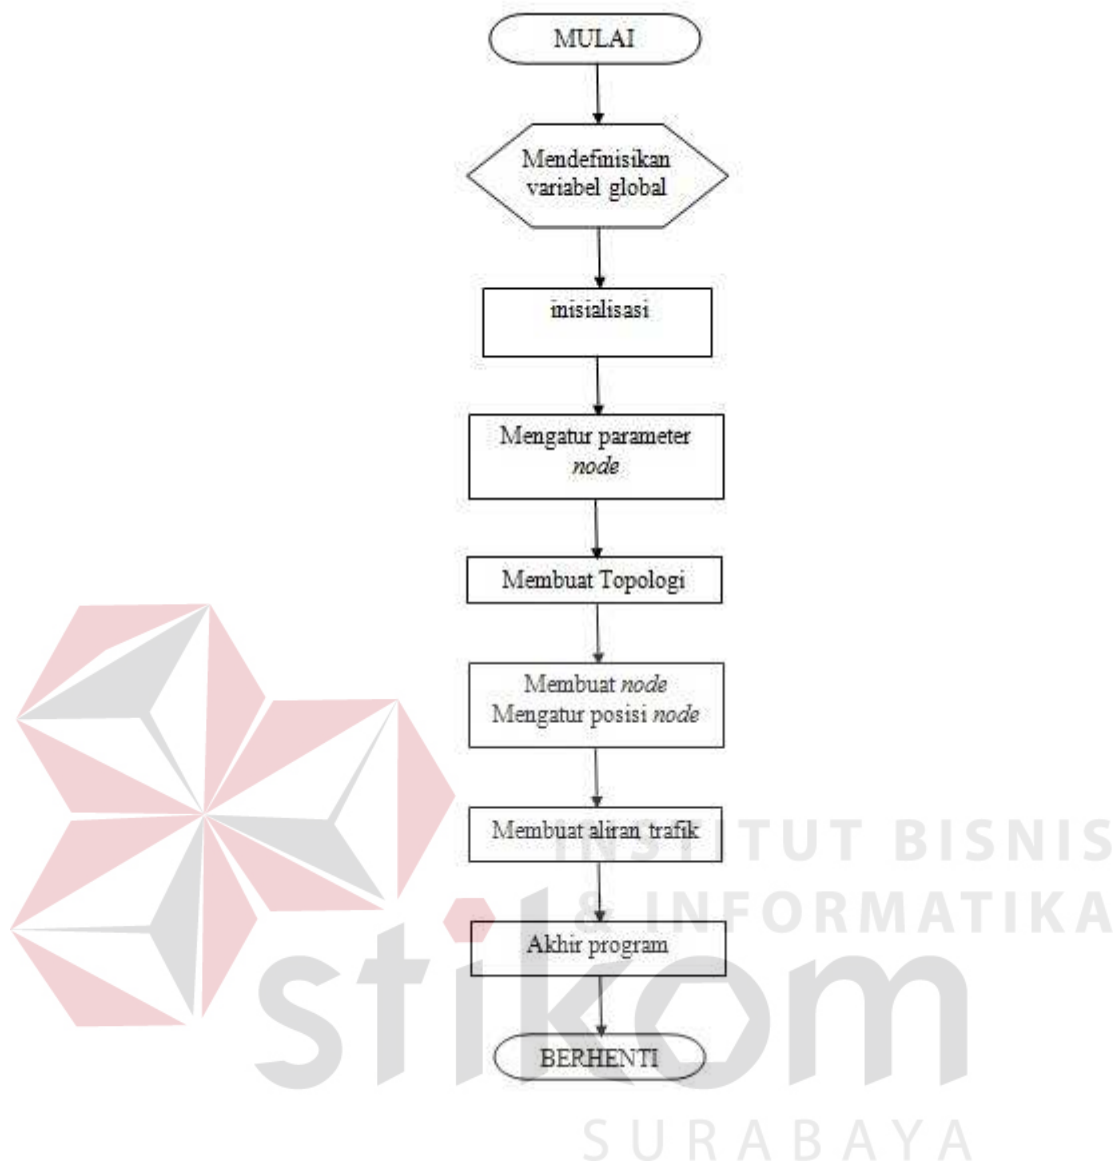 MULAI
Mendefinisikan
variabel global
inisialisasi
Mengatur parameter
node
Membuat Topologi
Membuat node
Mengatur posisi node
Membuat aliran trafik
INSTITUT BISNIS
& INFORMATIKA
Akhir program
stikom
BERHENTI
SURABAYA